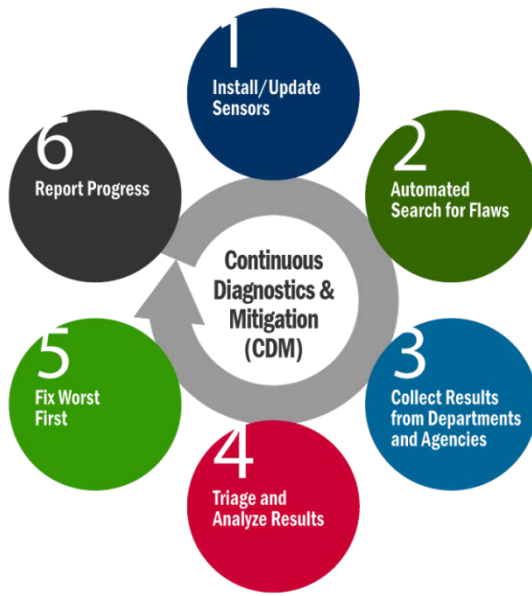 1
Install/Update
Sensors
2
Automated
Search for Flaws
3
Collect Results
from Departments
and Agencies
4
Triage and
Analyze Results
5
Fix Worst
First
6
Report Progress
Continuous
Diagnostics &
Mitigation
(CDM)